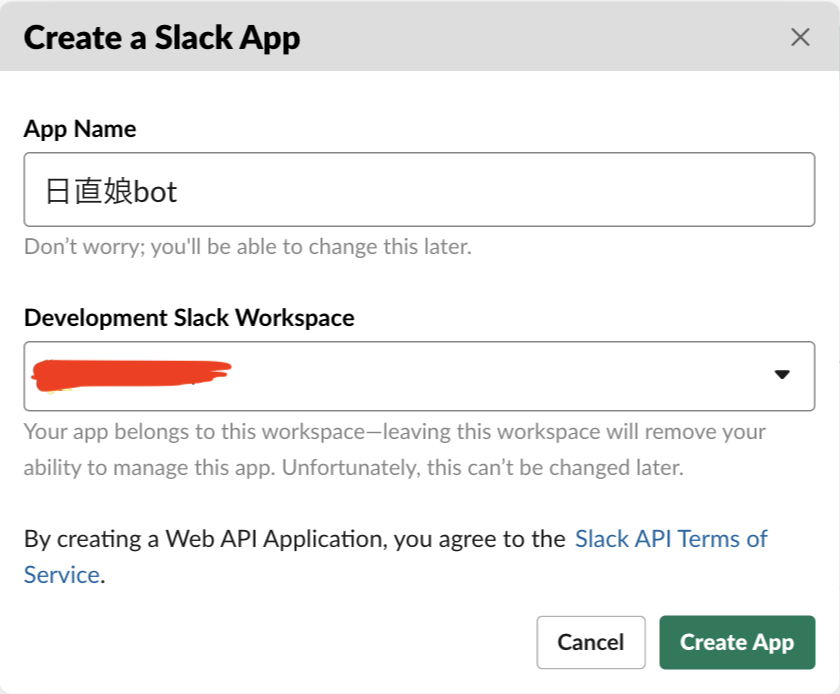 Create a Slack App
App Name
日直娘bot
Don’t worry; you'll be able to change this later.
Development Slack Workspace
Your app belongs to this workspace—leaving this workspace will remove your
ability to manage this app. Unfortunately, this can’t be changed later.
By creating a Web API Application, you agree to the Slack API Terms of
Service.
Cancel
Create App